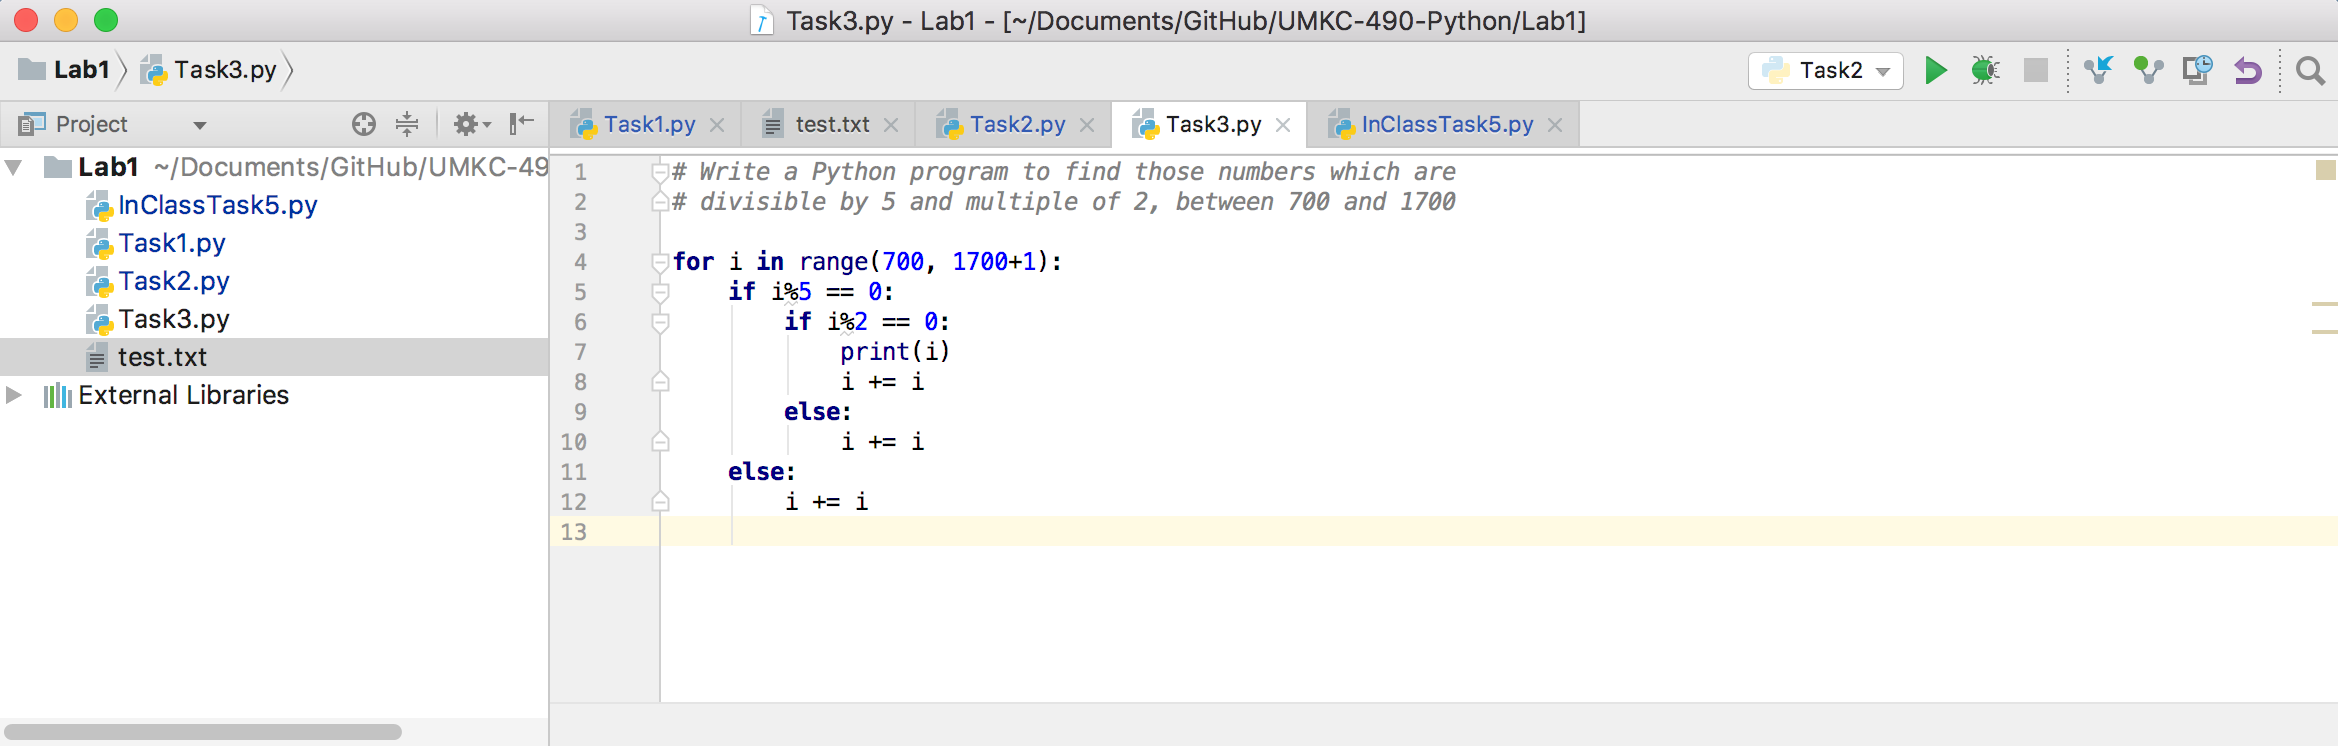 Task3.py - Lab1 - [~/Documents/GitHub/UMKC-490-Python/Lab1]
Lab1 Task3.py Task2
Project Task1.py test.txt Task2.py Task3.py InClassTask5.py
Lab1 ~/Documents/GitHub/UMKC-49
InClassTask5.py
Task1.py
Task2.py
Task3.py
test.txt
External Libraries
1 # Write a Python program to find those numbers which are
2 # divisible by 5 and multiple of 2, between 700 and 1700
3
4 for i in range(700, 1700+1):
5     if i%5 == 0:
6         if i%2 == 0:
7             print(i)
8             i += i
9         else:
10             i += i
11     else:
12         i += i
13